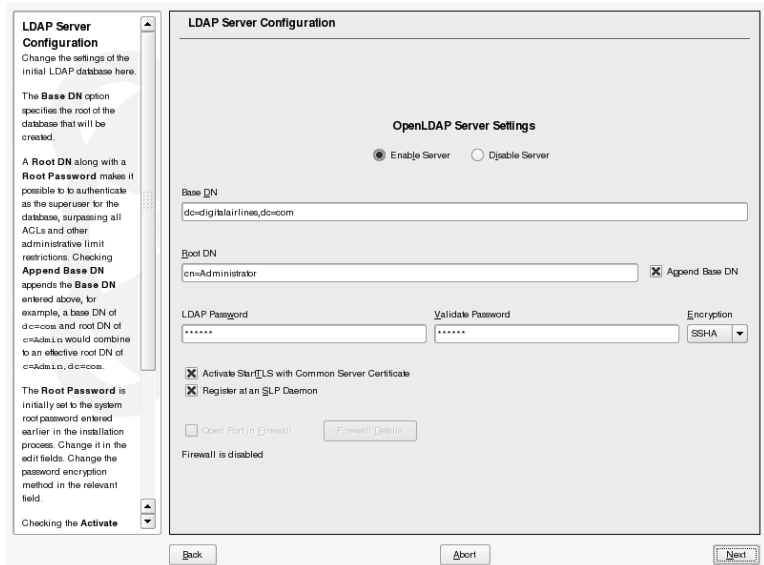 LDAP Server
Configuration
Change the settings of the
initial LDAP database here.
The Base DN option
specifies the root of the
database that will be
created.
A Root DN along with a
Root Password makes it
possible to to authenticate
as the superuser for the
database, surpassing all
ACLs and other
administrative limit
restrictions. Checking
Append Base DN
appends the Base DN
entered above, for
example, a base DN of
dc=com and root DN of
c=Admin would combine
to an effective root DN of
c=Admin,dc=com.
The Root Password is
initially set to the system
root password entered
earlier in the installation
process. Change it in the
edit fields. Change the
password encryption
method in the relevant
field.
Checking the Activate
LDAP Server Configuration
OpenLDAP Server Settings
Enable Server Disable Server
Base DN
dc=digitalairlines,dc=com
Root DN
cn=Administrator Append Base DN
LDAP Password Validate Password Encryption
****** ****** SSHA
Activate StartTLS with Common Server Certificate
Register at an SLP Daemon
Open Port in Firewall Firewall Details
Firewall is disabled
Back Abort Next